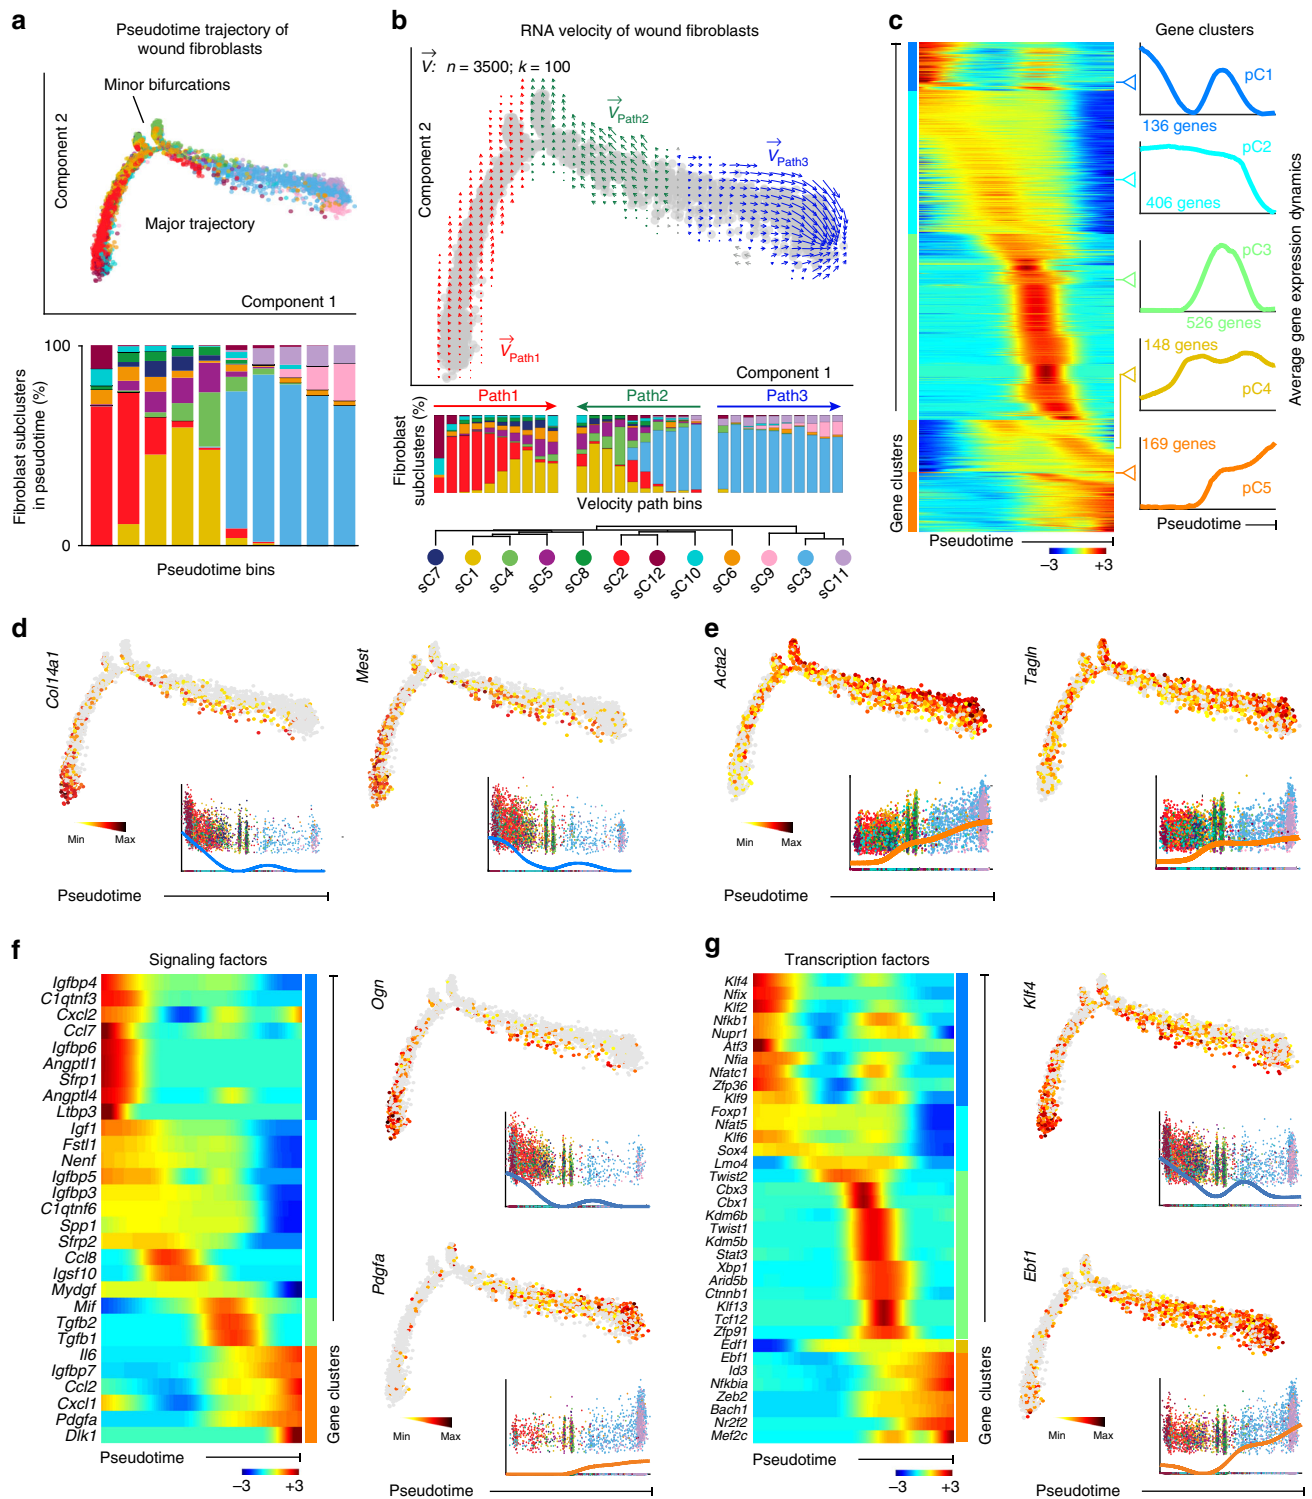 a
Pseudotime trajectory of
wound fibroblasts
Minor bifurcations
Component 2
Major trajectory
Component 1
100
0
Fibroblast subclusters
in pseudotime (%)
Pseudotime bins
b
RNA velocity of wound fibroblasts
V: n = 3500; k = 100
VPath2
VPath3
VPath1
Component 2
Component 1
Path1
Path2
Path3
Fibroblast
subclusters (%)
Velocity path bins
sC7
sC1
sC4
sC5
sC8
sC2
sC12
sC10
sC6
sC9
sC3
sC11
c
Gene clusters
pC1
136 genes
pC2
406 genes
pC3
526 genes
148 genes
pC4
169 genes
pC5
Average gene expression dynamics
Gene clusters
Pseudotime
–3
+3
Pseudotime
d
Col14a1
Mest
Min
Max
Pseudotime
e
Acta2
Tagln
Min
Max
Pseudotime
f
Signaling factors
Igfbp4
C1qtnf3
Cxcl2
Ccl7
Igfbp6
Angptl1
Sfrp1
Angptl4
Ltbp3
Igf1
Fstl1
Nenf
Igfbp5
Igfbp3
C1qtnf6
Spp1
Sfrp2
Ccl8
Igsf10
Mydgf
Mif
Tgfb2
Tgfb1
Il6
Igfbp7
Ccl2
Cxcl1
Pdgfa
Dlk1
Gene clusters
Pseudotime
–3
+3
Ogn
Pdgfa
Min
Max
Pseudotime
g
Transcription factors
Klf4
Nfix
Klf2
Nfkb1
Nupr1
Atf3
Nfia
Nfatc1
Zfp36
Klf9
Foxp1
Nfat5
Klf6
Sox4
Lmo4
Twist2
Cbx3
Cbx1
Kdm6b
Twist1
Kdm5b
Stat3
Xbp1
Arid5b
Ctnnb1
Klf13
Tcf12
Zfp91
Edf1
Ebf1
Id3
Nfkbia
Zeb2
Bach1
Nr2f2
Mef2c
Gene clusters
Pseudotime
–3
+3
Klf4
Ebf1
Min
Max
Pseudotime